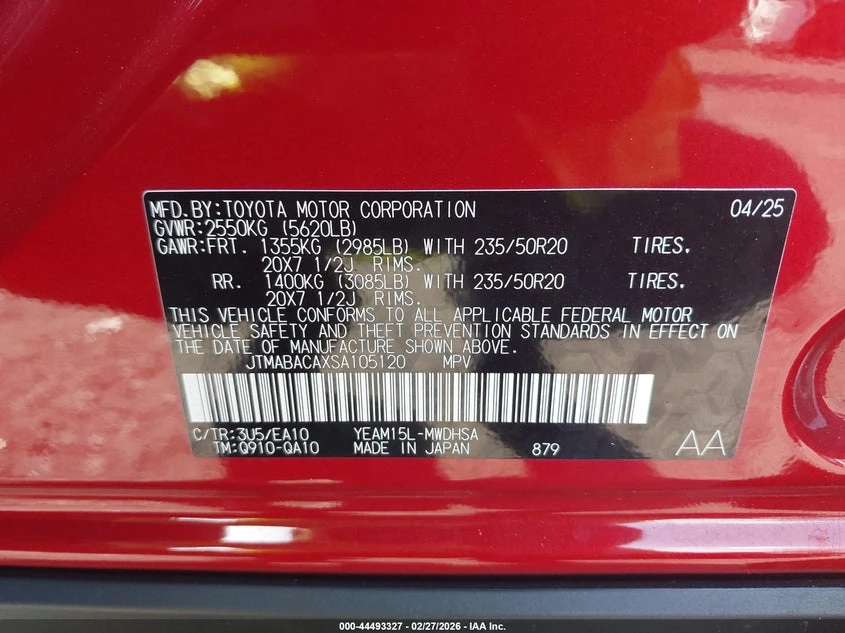 MFD.BY:TOYOTA MOTOR CORPORATION 04/25
GVWR:2550KG (5620LB)
GAWR:FRT. 1355KG (2985LB) WITH 235/50R20 TIRES.
20X7 1/2J RIMS.
RR. 1400KG (3085LB) WITH 235/50R20 TIRES.
20X7 1/2J RIMS.
THIS VEHICLE CONFORMS TO ALL APPLICABLE FEDERAL MOTOR
VEHICLE SAFETY AND THEFT PREVENTION STANDARDS IN EFFECT ON
THE DATE OF MANUFACTURE SHOWN ABOVE.
JTMABACAXSA105120 MPV
C/TR:3U5/EA10 YEAM15L-MWDHSA
TM:Q910-QA10 MADE IN JAPAN 879 AA
000-44493327 - 02/27/2026 - IAA Inc.